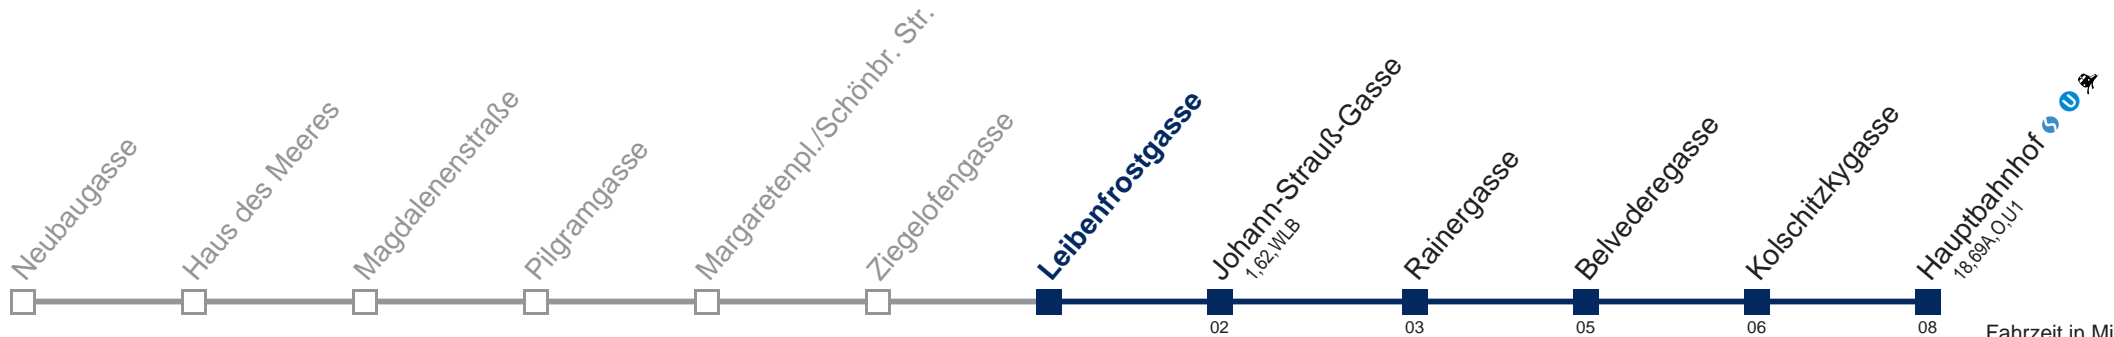 Neubaugasse
Haus des Meeres
Magdalenenstraße
Pilgramgasse
Margaretenpl./Schönbr. Str.
Ziegelofengasse
Leibenfrostgasse
Johann-Strauß-Gasse
1,62,WLB
Rainergasse
Belvederegasse
Kolschitzkygasse
Hauptbahnhof U
18,69A,O,U1
02
03
05
06
08
Fahrzeit in Mi